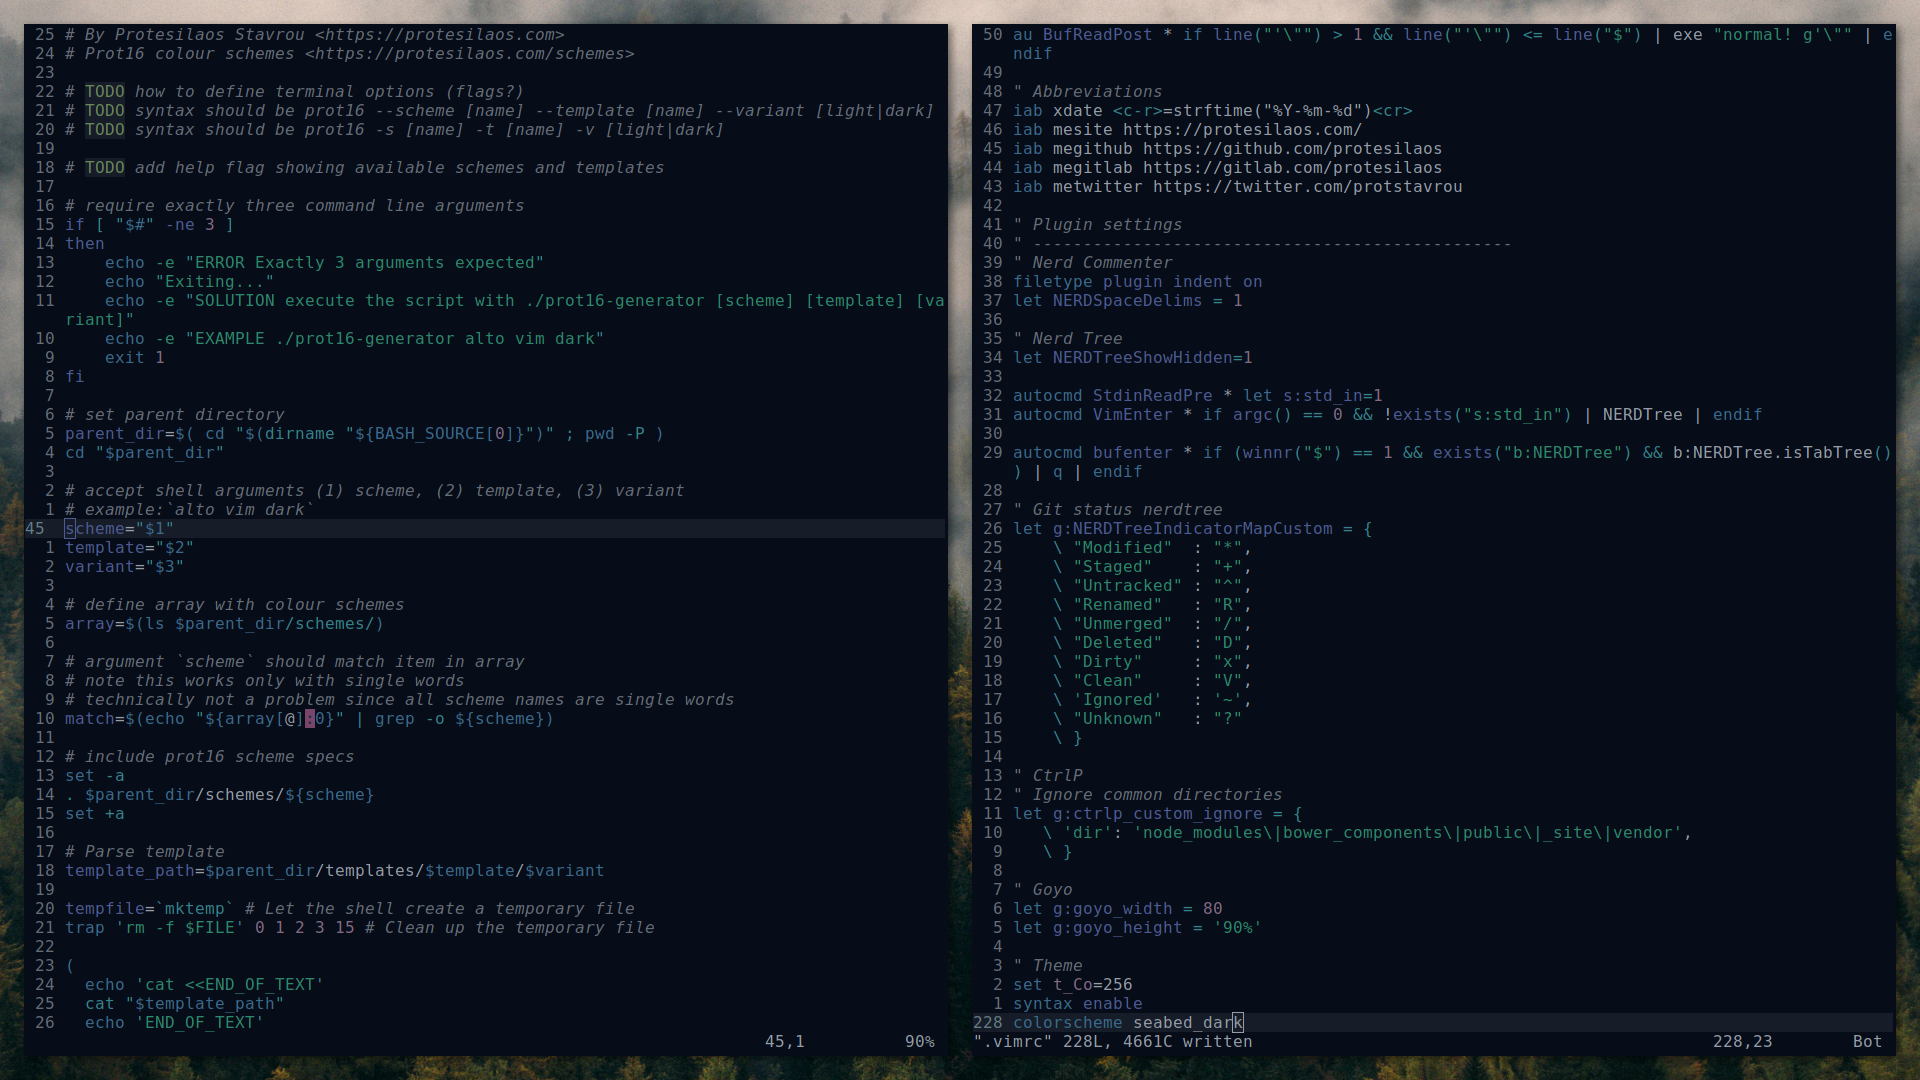 25 # By Protesilaos Stavrou <https://protesilaos.com>
24 # Prot16 colour schemes <https://protesilaos.com/schemes>
23
22 # TODO how to define terminal options (flags?)
21 # TODO syntax should be prot16 --scheme [name] --template [name] --variant [light|dark]
20 # TODO syntax should be prot16 -s [name] -t [name] -v [light|dark]
19
18 # TODO add help flag showing available schemes and templates
17
16 # require exactly three command line arguments
15 if [ "$#" -ne 3 ]
14 then
13     echo -e "ERROR Exactly 3 arguments expected"
12     echo "Exiting..."
11     echo -e "SOLUTION execute the script with ./prot16-generator [scheme] [template] [va
riant]"
10     echo -e "EXAMPLE ./prot16-generator alto vim dark"
9     exit 1
8 fi
7
6 # set parent directory
5 parent_dir=$( cd "$(dirname "${BASH_SOURCE[0]}")" ; pwd -P )
4 cd "$parent_dir"
3
2 # accept shell arguments (1) scheme, (2) template, (3) variant
1 # example:`alto vim dark`
45  scheme="$1"
1 template="$2"
2 variant="$3"
3
4 # define array with colour schemes
5 array=$(ls $parent_dir/schemes/)
6
7 # argument `scheme` should match item in array
8 # note this works only with single words
9 # technically not a problem since all scheme names are single words
10 match=$(echo "${array[@]:0}" | grep -o ${scheme})
11
12 # include prot16 scheme specs
13 set -a
14 . $parent_dir/schemes/${scheme}
15 set +a
16
17 # Parse template
18 template_path=$parent_dir/templates/$template/$variant
19
20 tempfile=`mktemp` # Let the shell create a temporary file
21 trap 'rm -f $FILE' 0 1 2 3 15 # Clean up the temporary file
22
23 (
24   echo 'cat <<END_OF_TEXT'
25   cat "$template_path"
26   echo 'END_OF_TEXT'
45,1          90%
50 au BufReadPost * if line("'\"") > 1 && line("'\"") <= line("$") | exe "normal! g'\"" | e
ndif
49
48 " Abbreviations
47 iab xdate <c-r>=strftime("%Y-%m-%d")<cr>
46 iab mesite https://protesilaos.com/
45 iab megithub https://github.com/protesilaos
44 iab megitlab https://gitlab.com/protesilaos
43 iab metwitter https://twitter.com/protstavrou
42
41 " Plugin settings
40 " ------------------------------------------------
39 " Nerd Commenter
38 filetype plugin indent on
37 let NERDSpaceDelims = 1
36
35 " Nerd Tree
34 let NERDTreeShowHidden=1
33
32 autocmd StdinReadPre * let s:std_in=1
31 autocmd VimEnter * if argc() == 0 && !exists("s:std_in") | NERDTree | endif
30
29 autocmd bufenter * if (winnr("$") == 1 && exists("b:NERDTree") && b:NERDTree.isTabTree()
) | q | endif
28
27 " Git status nerdtree
26 let g:NERDTreeIndicatorMapCustom = {
25     \ "Modified"  : "*",
24     \ "Staged"    : "+",
23     \ "Untracked" : "^",
22     \ "Renamed"   : "R",
21     \ "Unmerged"  : "/",
20     \ "Deleted"   : "D",
19     \ "Dirty"     : "x",
18     \ "Clean"     : "V",
17     \ 'Ignored'   : '~',
16     \ "Unknown"   : "?"
15     \ }
14
13 " CtrlP
12 " Ignore common directories
11 let g:ctrlp_custom_ignore = {
10    \ 'dir': 'node_modules\|bower_components\|public\|_site\|vendor',
9    \ }
8
7 " Goyo
6 let g:goyo_width = 80
5 let g:goyo_height = '90%'
4
3 " Theme
2 set t_Co=256
1 syntax enable
228 colorscheme seabed_dark
".vimrc" 228L, 4661C written          228,23        Bot